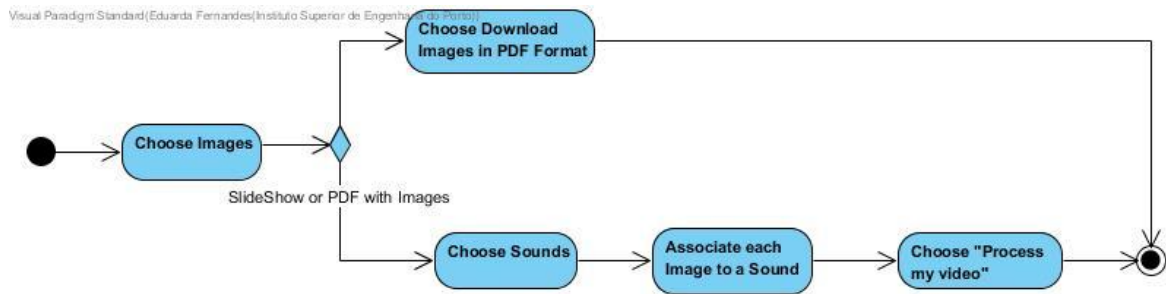 Visual Paradigm Standard(Eduarda Fernandes(Instituto Superior de Engenharia do Porto))
Choose Download
Images in PDF Format
Choose Images
SlideShow or PDF with Images
Choose Sounds
Associate each
Image to a Sound
Choose "Process
my video"